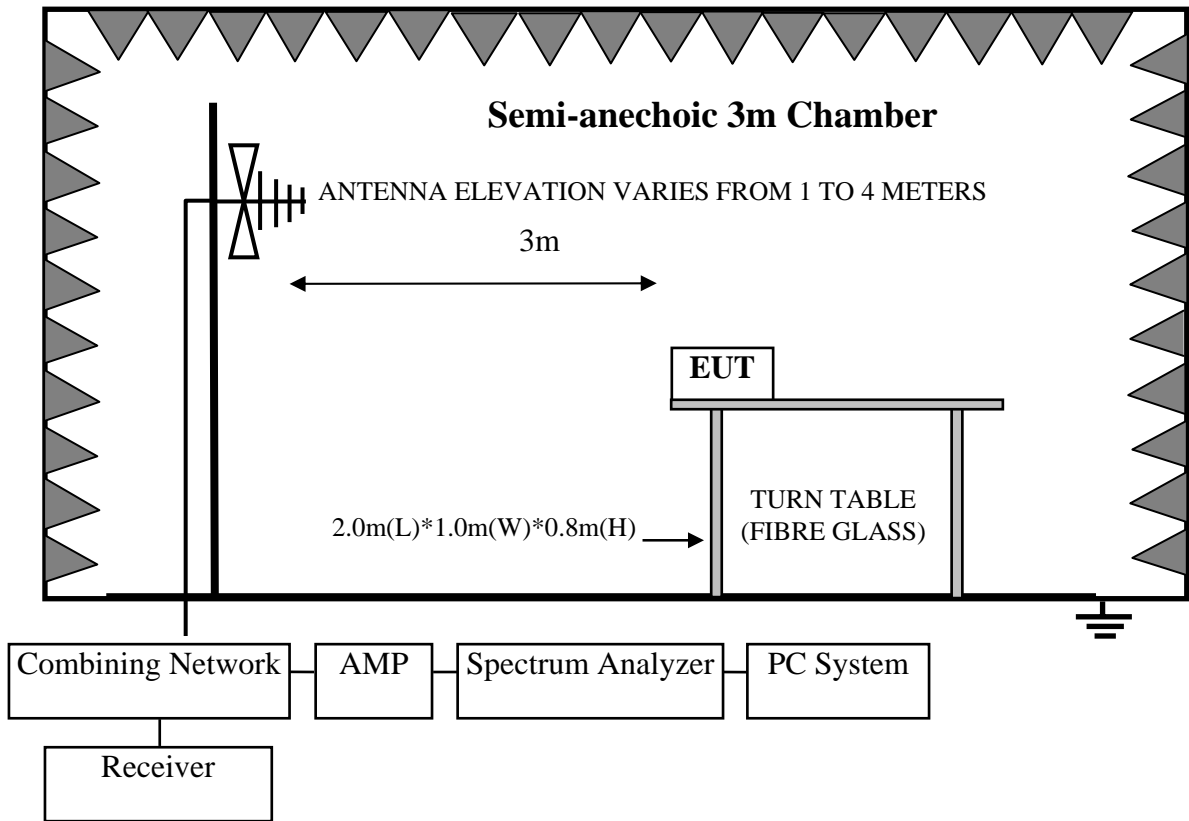 Semi-anechoic 3m Chamber
ANTENNA ELEVATION VARIES FROM 1 TO 4 METERS
3m
EUT
2.0m(L)*1.0m(W)*0.8m(H)
TURN TABLE
(FIBRE GLASS)
Combining Network
AMP
Spectrum Analyzer
PC System
Receiver